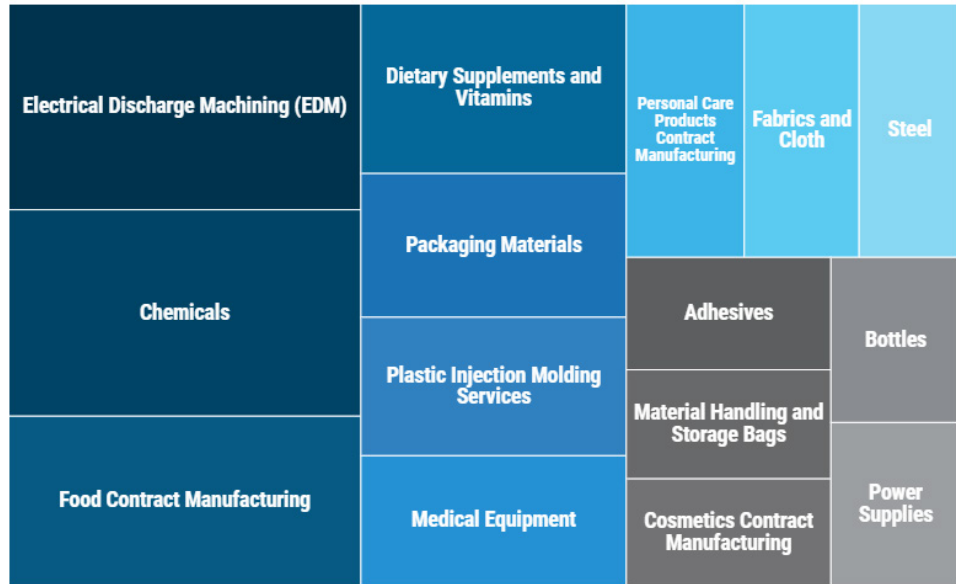 Electrical Discharge Machining (EDM)
Chemicals
Food Contract Manufacturing
Dietary Supplements and
Vitamins
Packaging Materials
Plastic Injection Molding
Services
Medical Equipment
Personal Care
Products
Contract
Manufacturing
Fabrics and
Cloth
Steel
Adhesives
Material Handling and
Storage Bags
Cosmetics Contract
Manufacturing
Bottles
Power
Supplies